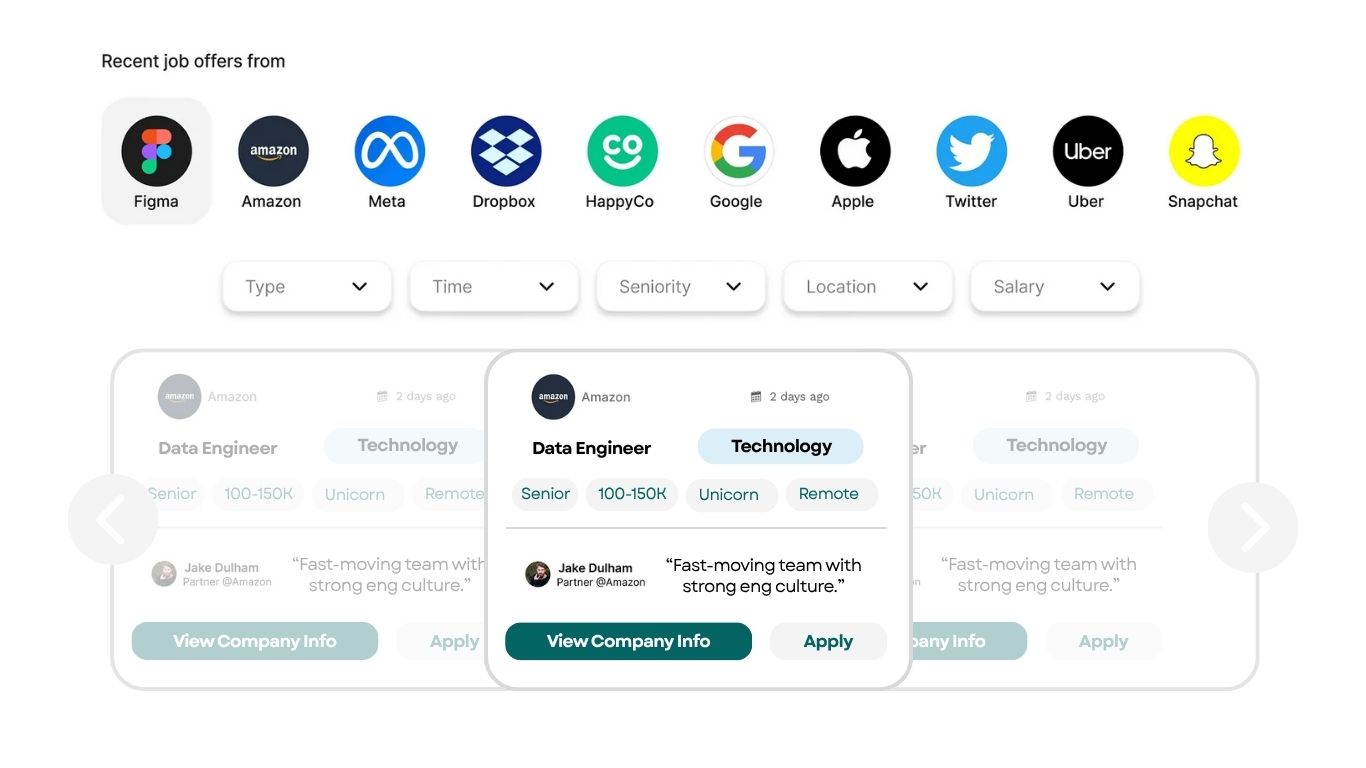 Recent job offers from
amazon
CO
Uber
Figma Amazon Meta Dropbox HappyCo Google Apple Twitter Uber Snapchat
Type Time Seniority Location Salary
amazon Amazon 2 days ago
amazon Amazon 2 days ago
2 days ago
Data Engineer Technology
Data Engineer Technology
er Technology
Senior 100-150K Unicorn Remote
Senior 100-150K Unicorn Remote
50K Unicorn Remote
Jake Dulham
Partner @Amazon
“Fast-moving team with
strong eng culture.”
Jake Dulham
Partner @Amazon
“Fast-moving team with
strong eng culture.”
“Fast-moving team with
strong eng culture.”
View Company Info Apply
View Company Info Apply
pany Info Apply